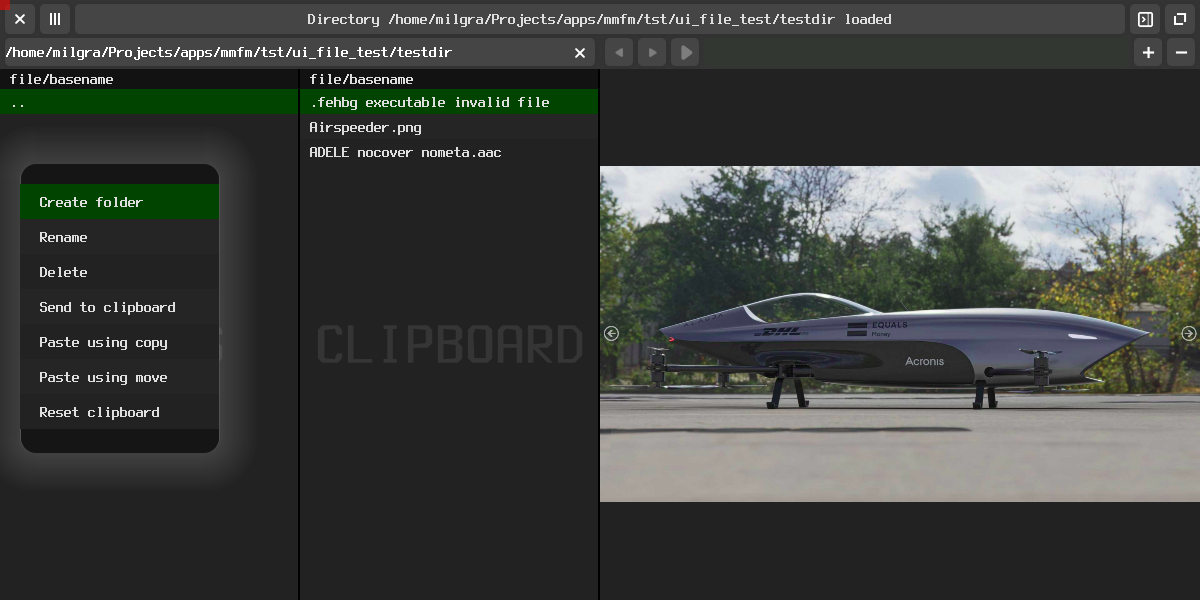 Directory /home/milgra/Projects/apps/mmfm/tst/ui_file_test/testdir loaded
/home/milgra/Projects/apps/mmfm/tst/ui_file_test/testdir
file/basename
..
Create folder
Rename
Delete
Send to clipboard
Paste using copy
Paste using move
Reset clipboard
file/basename
.fehbg executable invalid file
Airspeeder.png
ADELE nocover nometa.aac
CLIPBOARD
DHL
EQUALS
Money
Acronis